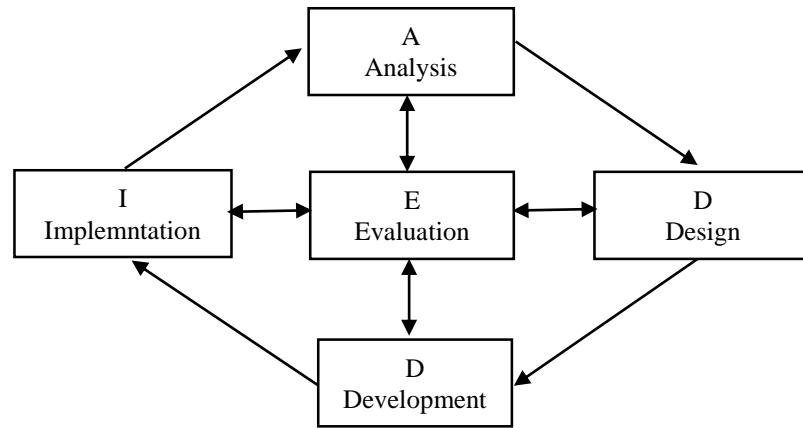 A
Analysis
I
Implemntation
E
Evaluation
D
Design
D
Development